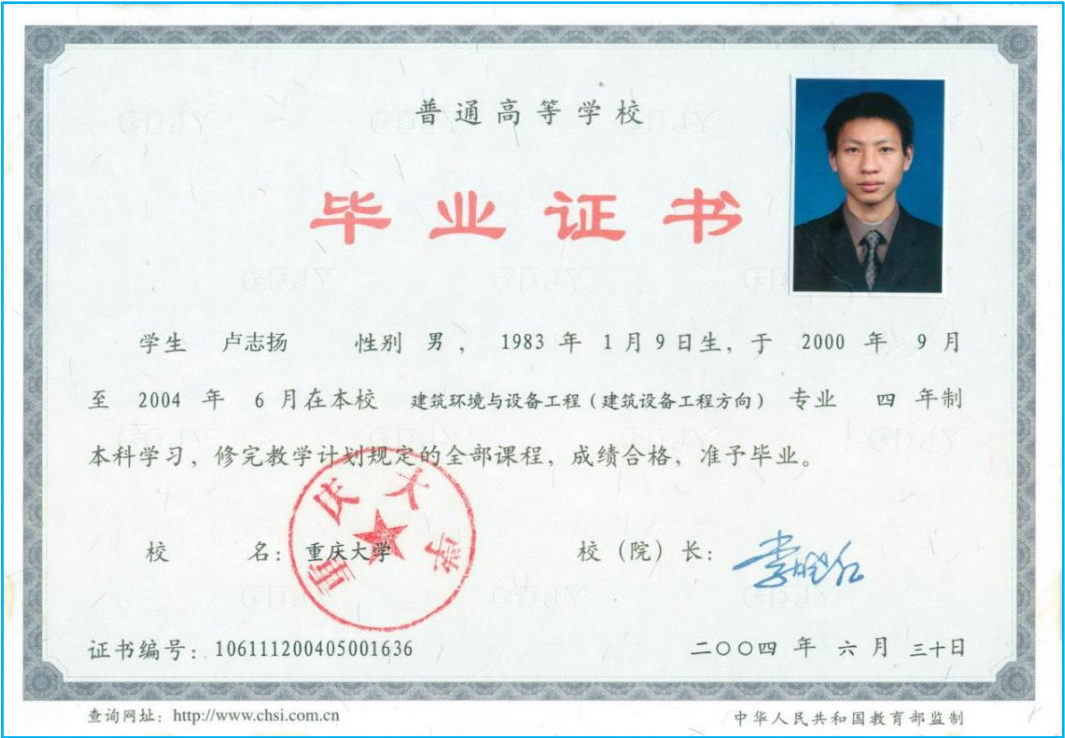 普通高等学校
毕业证书
学生 卢志扬 性别 男， 1983 年 1 月 9 日生，于 2000 年 9 月
至 2004 年 6 月在本校 建筑环境与设备工程（建筑设备工程方向） 专业 四 年制
本科学习，修完教学计划规定的全部课程，成绩合格，准予毕业。
重庆大学
校 名：重庆大学 校（院）长：
证书编号：106111200405001636 二〇〇四 年 六 月 三十日
查询网址：http://www.chsi.com.cn 中华人民共和国教育部监制